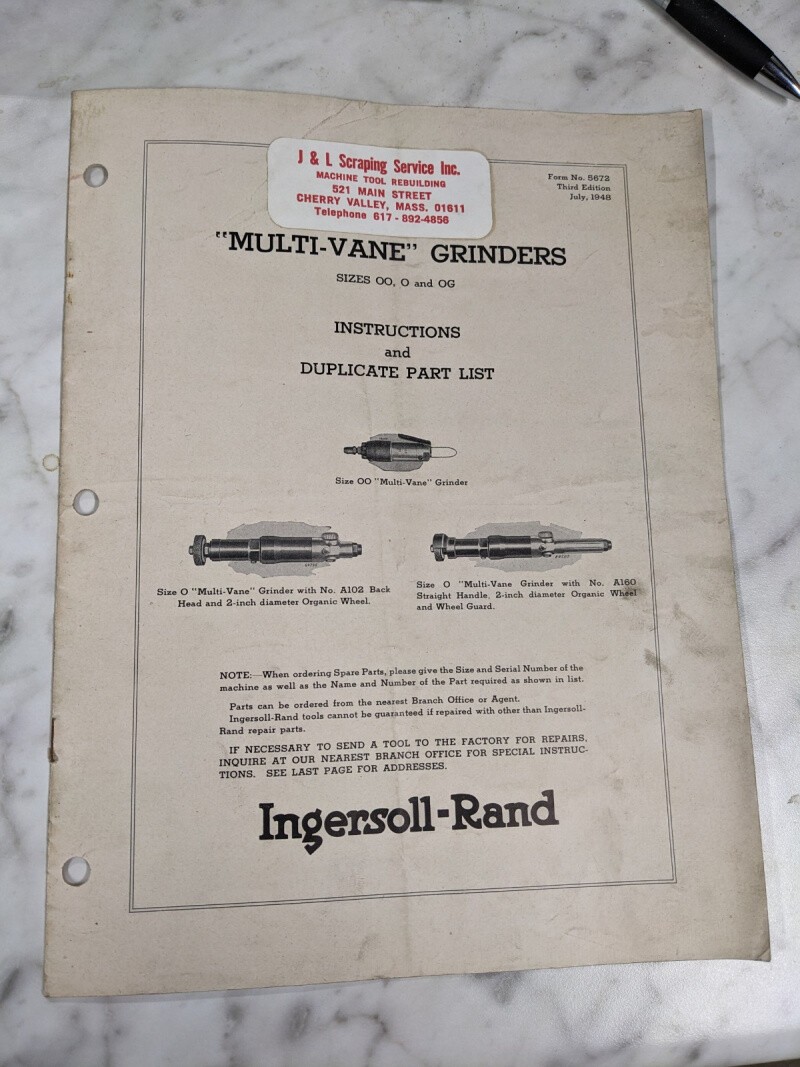 J & L Scraping Service Inc.
MACHINE TOOL REBUILDING
521 MAIN STREET
CHERRY VALLEY, MASS. 01611
Telephone 617 - 892-4856
Form No. 5672
Third Edition
July, 1948
"MULTI-VANE" GRINDERS
SIZES OO, O and OG
INSTRUCTIONS
and
DUPLICATE PART LIST
Size OO "Multi-Vane" Grinder
Size O "Multi-Vane" Grinder with No. A102 Back
Head and 2-inch diameter Organic Wheel.
Size O "Multi-Vane Grinder with No. A160
Straight Handle, 2-inch diameter Organic Wheel
and Wheel Guard.
NOTE:—When ordering Spare Parts, please give the Size and Serial Number of the
machine as well as the Name and Number of the Part required as shown in list.
Parts can be ordered from the nearest Branch Office or Agent.
Ingersoll-Rand tools cannot be guaranteed if repaired with other than Ingersoll-
Rand repair parts.
IF NECESSARY TO SEND A TOOL TO THE FACTORY FOR REPAIRS,
INQUIRE AT OUR NEAREST BRANCH OFFICE FOR SPECIAL INSTRUC-
TIONS. SEE LAST PAGE FOR ADDRESSES.
Ingersoll-Rand